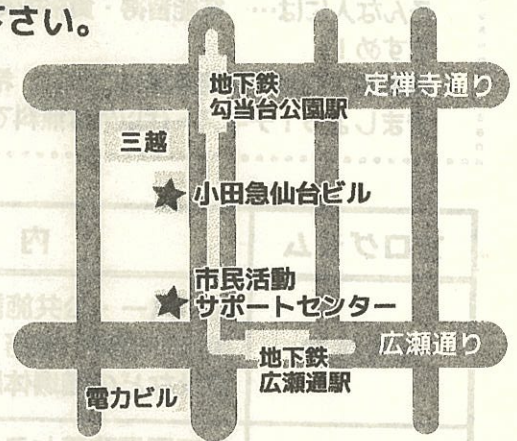 下さい。
地下鉄
勾当台公園駅
定禅寺通り
三越
★小田急仙台ビル
市民活動
★サポートセンター
広瀬通り
地下鉄
広瀬通駅
電力ビル